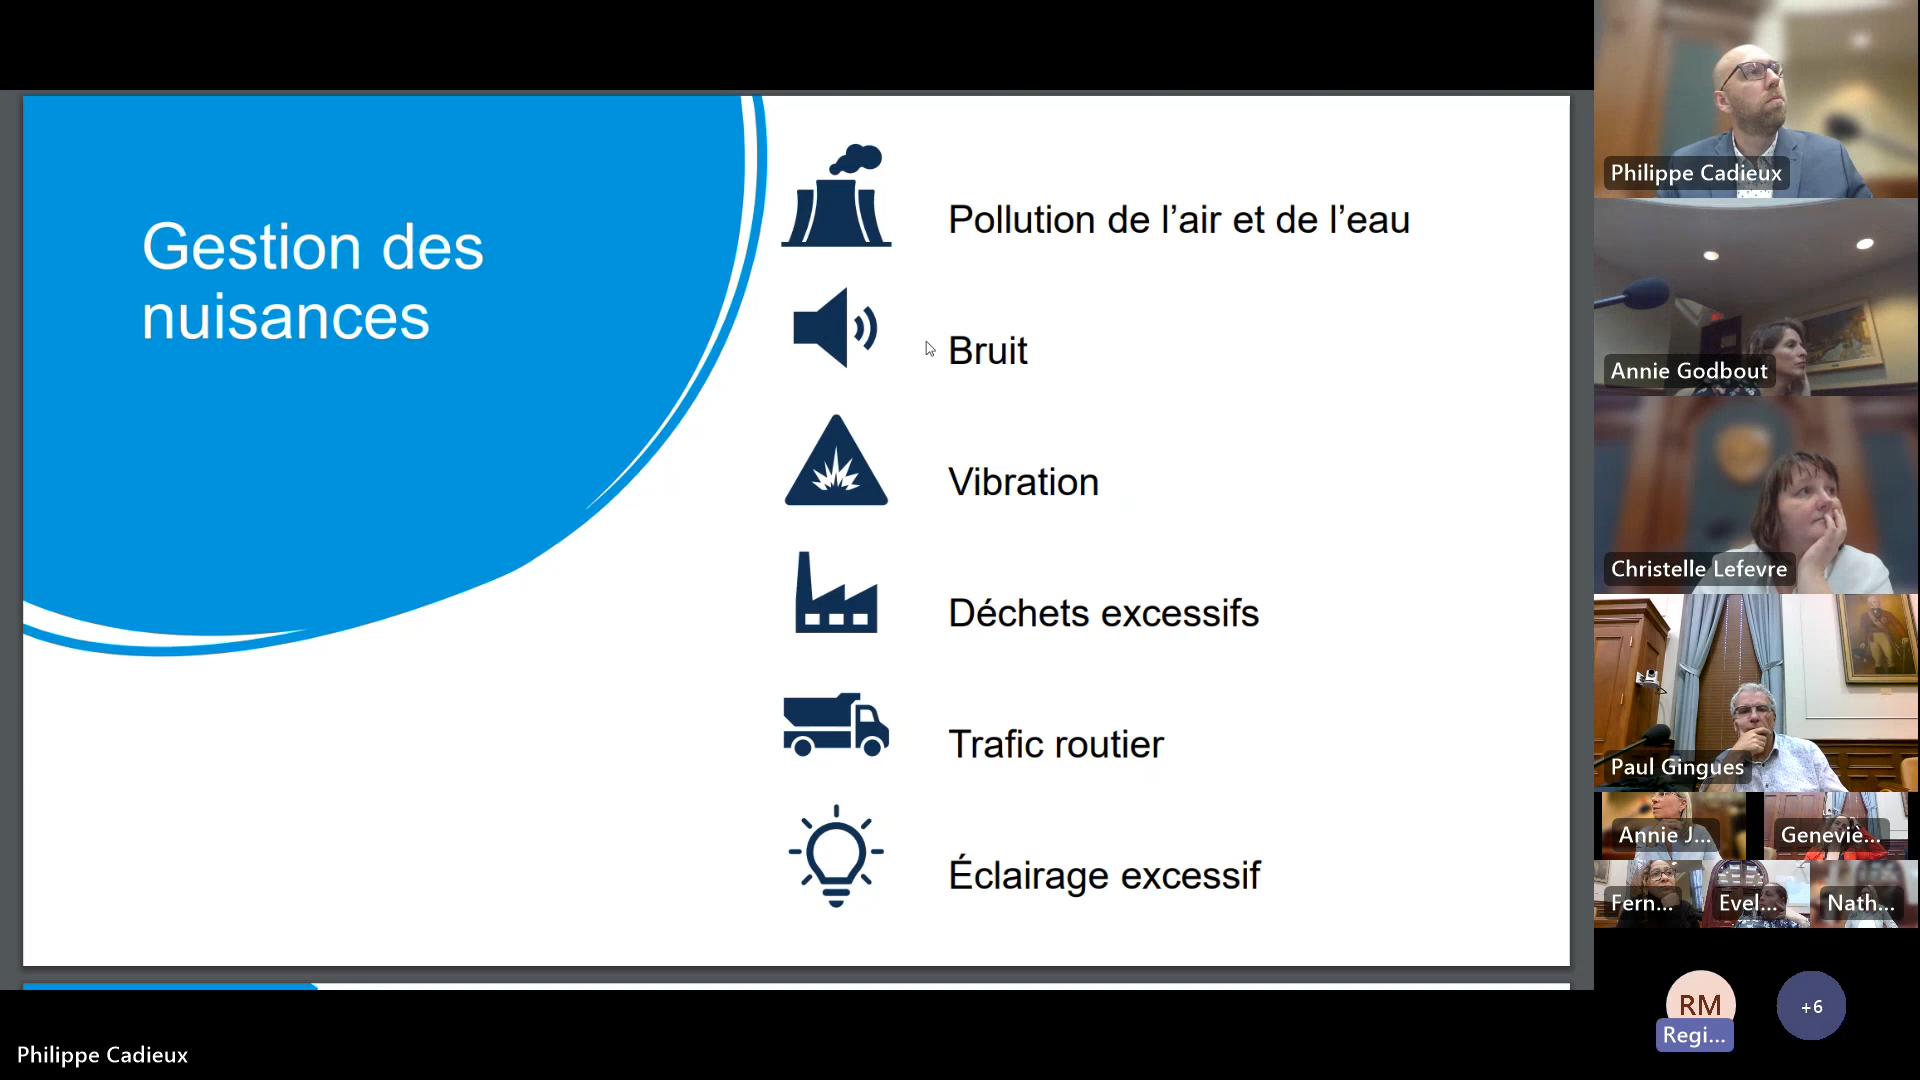 Gestion des
nuisances
Pollution de l’air et de l’eau
Bruit
Vibration
Déchets excessifs
Trafic routier
Éclairage excessif
Philippe Cadieux
Annie Godbout
Christelle Lefevre
Paul Gingues
Annie J...
Geneviè...
Fern...
Evel...
Nath...
RM
+6
Regi...
Philippe Cadieux